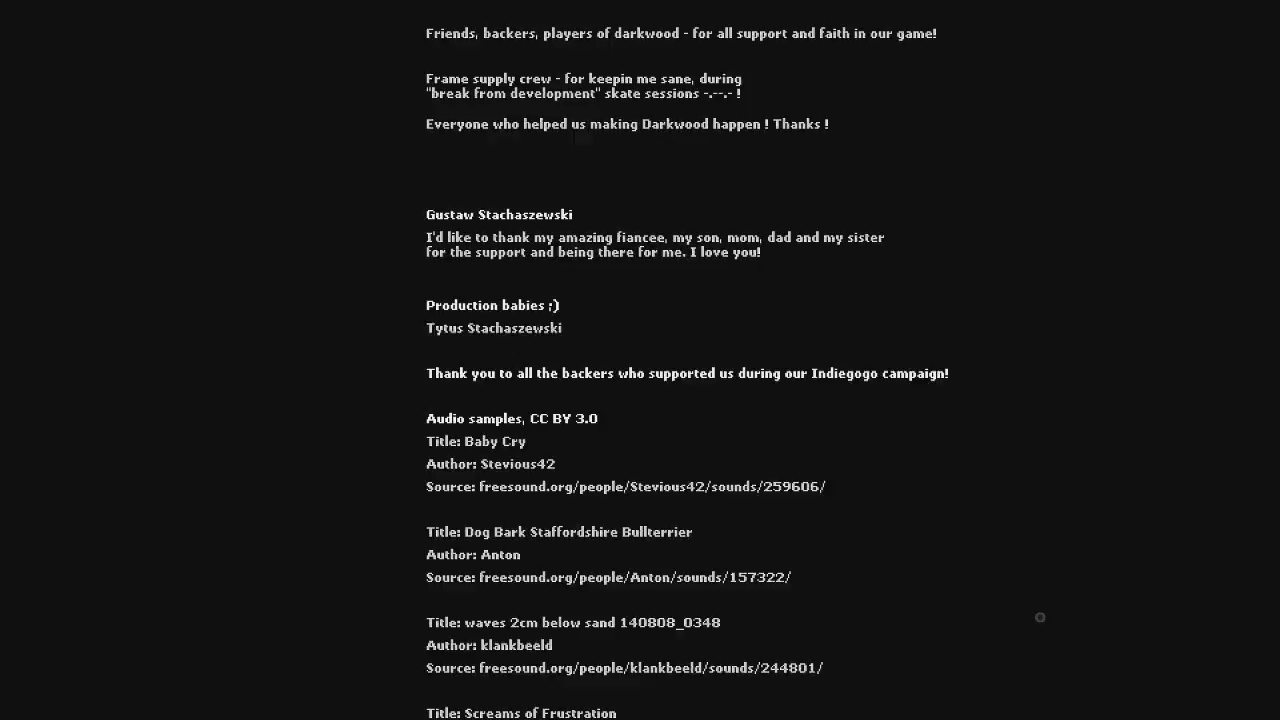 Friends, backers, players of darkwood - for all support and faith in our game!
Frame supply crew - for keepin me sane, during
"break from development" skate sessions -.--.- !
Everyone who helped us making Darkwood happen ! Thanks !
Gustaw Stachaszewski
I'd like to thank my amazing fiancee, my son, mom, dad and my sister
for the support and being there for me. I love you!
Production babies ;)
Tytus Stachaszewski
Thank you to all the backers who supported us during our Indiegogo campaign!
Audio samples, CC BY 3.0
Title: Baby Cry
Author: Stevious42
Source: freesound.org/people/Stevious42/sounds/259606/
Title: Dog Bark Staffordshire Bullterrier
Author: Anton
Source: freesound.org/people/Anton/sounds/157322/
Title: waves 2cm below sand 140808_0348
Author: klankbeeld
Source: freesound.org/people/klankbeeld/sounds/244801/
Title: Screams of Frustration